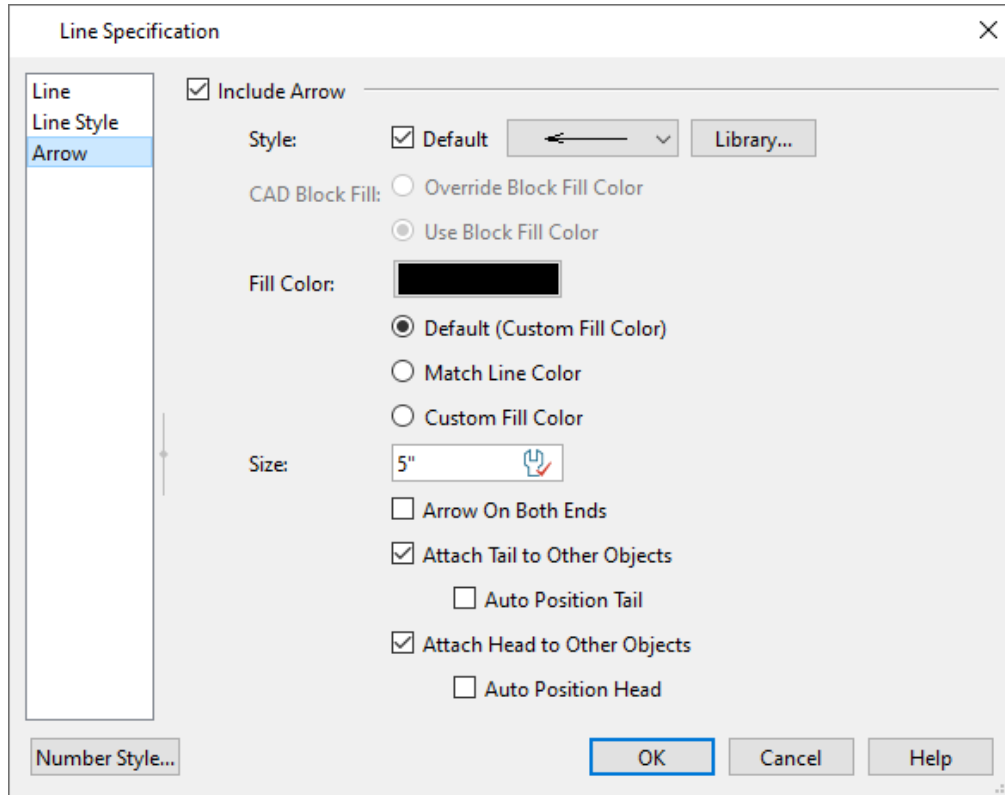 Line Specification
Line
Line Style
Arrow
Include Arrow
Style: Default Library...
CAD Block Fill: Override Block Fill Color
Use Block Fill Color
Fill Color:
Default (Custom Fill Color)
Match Line Color
Custom Fill Color
Size: 5"
Arrow On Both Ends
Attach Tail to Other Objects
Auto Position Tail
Attach Head to Other Objects
Auto Position Head
Number Style... OK Cancel Help